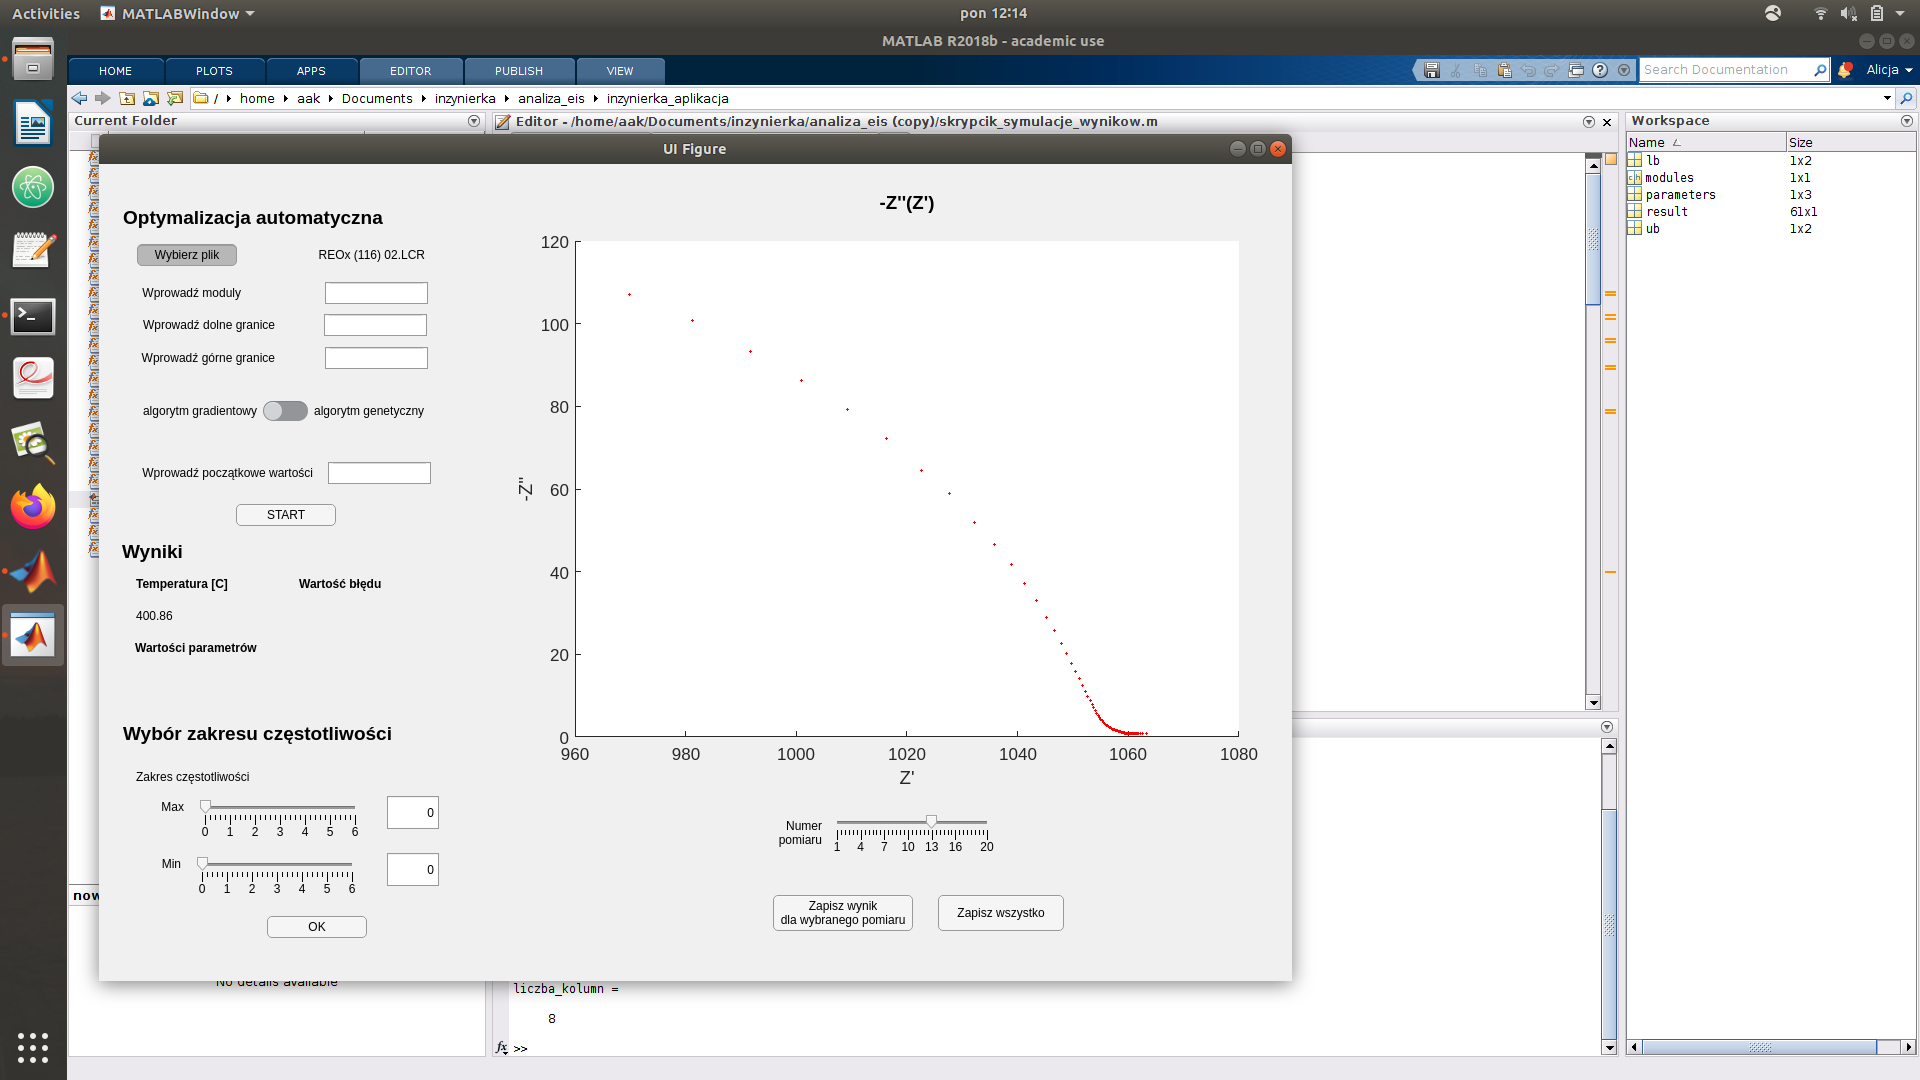 Activities
MATLABWindow
pon 12:14
MATLAB R2018b - academic use
HOME
PLOTS
APPS
EDITOR
PUBLISH
VIEW
Search Documentation
Alicja
/ home aak Documents inzynierka analiza_eis inzynierka_aplikacja
Current Folder
Editor - /home/aak/Documents/inzynierka/analiza_eis (copy)/skrypcik_symulacje_wynikow.m
Workspace
Name Size
lb 1x2
modules 1x1
parameters 1x3
result 61x1
ub 1x2
UI Figure
Optymalizacja automatyczna
Wybierz plik
REOx (116) 02.LCR
Wprowadź moduly
Wprowadź dolne granice
Wprowadź górne granice
algorytm gradientowy
algorytm genetyczny
Wprowadź początkowe wartości
START
Wyniki
Temperatura [C]
Wartość błędu
400.86
Wartości parametrów
Wybór zakresu częstotliwości
Zakres częstotliwości
Max
0 1 2 3 4 5 6
0
Min
0 1 2 3 4 5 6
0
OK
-Z''(Z')
120
100
80
60
40
20
0
-Z''
960 980 1000 1020 1040 1060 1080
Z'
Numer
pomiaru
1 4 7 10 13 16 20
Zapisz wynik
dla wybranego pomiaru
Zapisz wszystko
now
No details available
liczba_kolumn =
8
fx >>